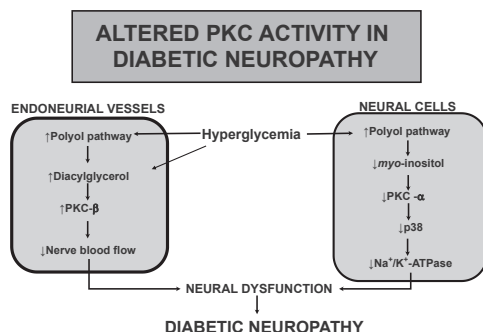 ALTERED PKC ACTIVITY IN
DIABETIC NEUROPATHY
ENDONEURIAL VESSELS
↑Polyol pathway
↑Diacylglycerol
↑PKC-β
↓Nerve blood flow
Hyperglycemia
NEURAL CELLS
↑Polyol pathway
↓myo-inositol
↓PKC -α
↓p38
↓Na⁺/K⁺-ATPase
NEURAL DYSFUNCTION
DIABETIC NEUROPATHY